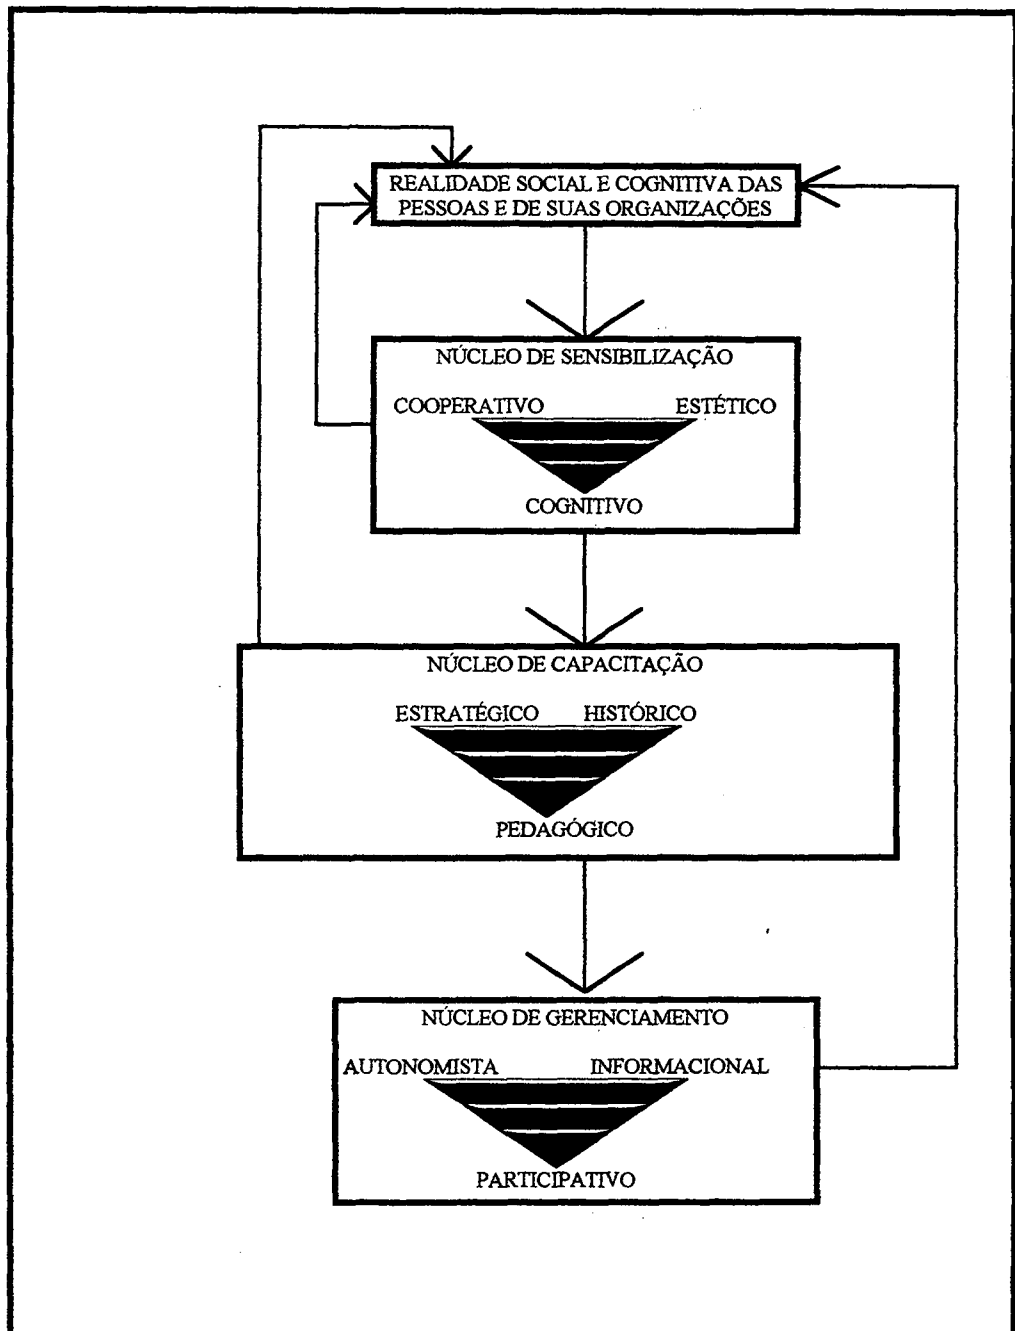 REALIDADE SOCIAL E COGNITIVA DAS
PESSOAS E DE SUAS ORGANIZAÇÕES
NÚCLEO DE SENSIBILIZAÇÃO
COOPERATIVO ESTÉTICO
COGNITIVO
NÚCLEO DE CAPACITAÇÃO
ESTRATÉGICO HISTÓRICO
PEDAGÓGICO
NÚCLEO DE GERENCIAMENTO
AUTONOMISTA INFORMACIONAL
PARTICIPATIVO